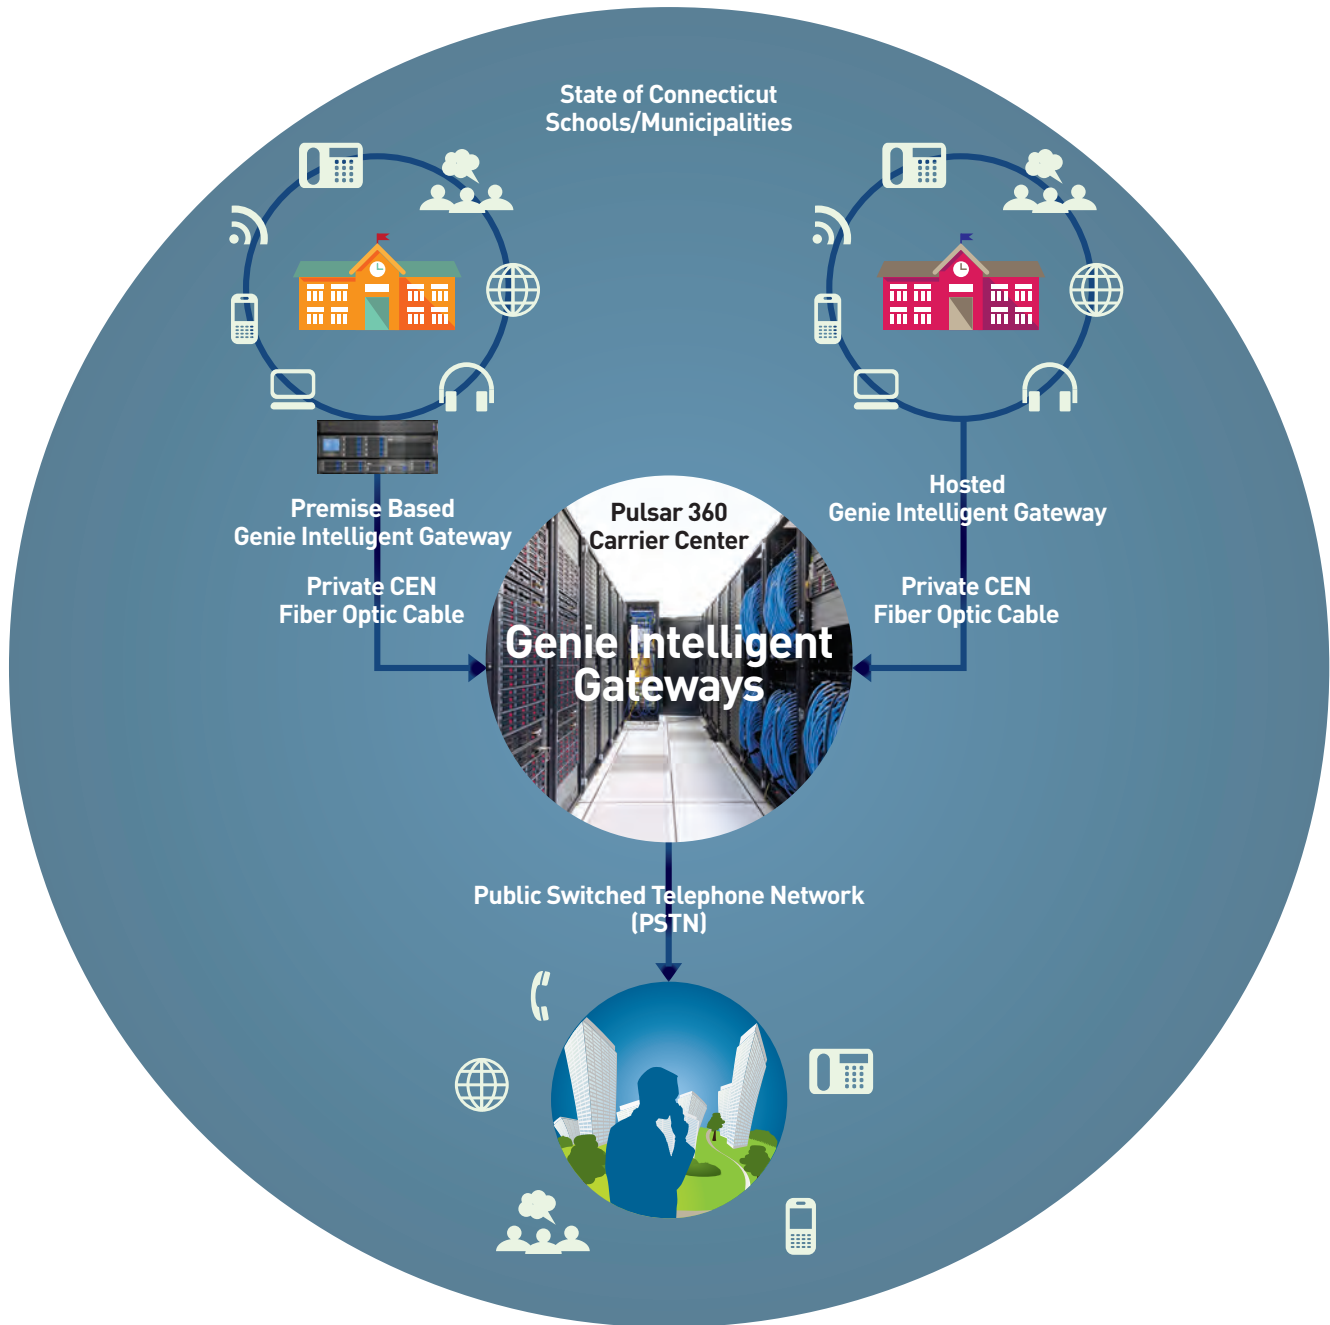 State of Connecticut
Schools/Municipalities
Premise Based
Genie Intelligent Gateway
Private CEN
Fiber Optic Cable
Pulsar 360
Carrier Center
Genie Intelligent
Gateways
Hosted
Genie Intelligent Gateway
Private CEN
Fiber Optic Cable
Public Switched Telephone Network
(PSTN)